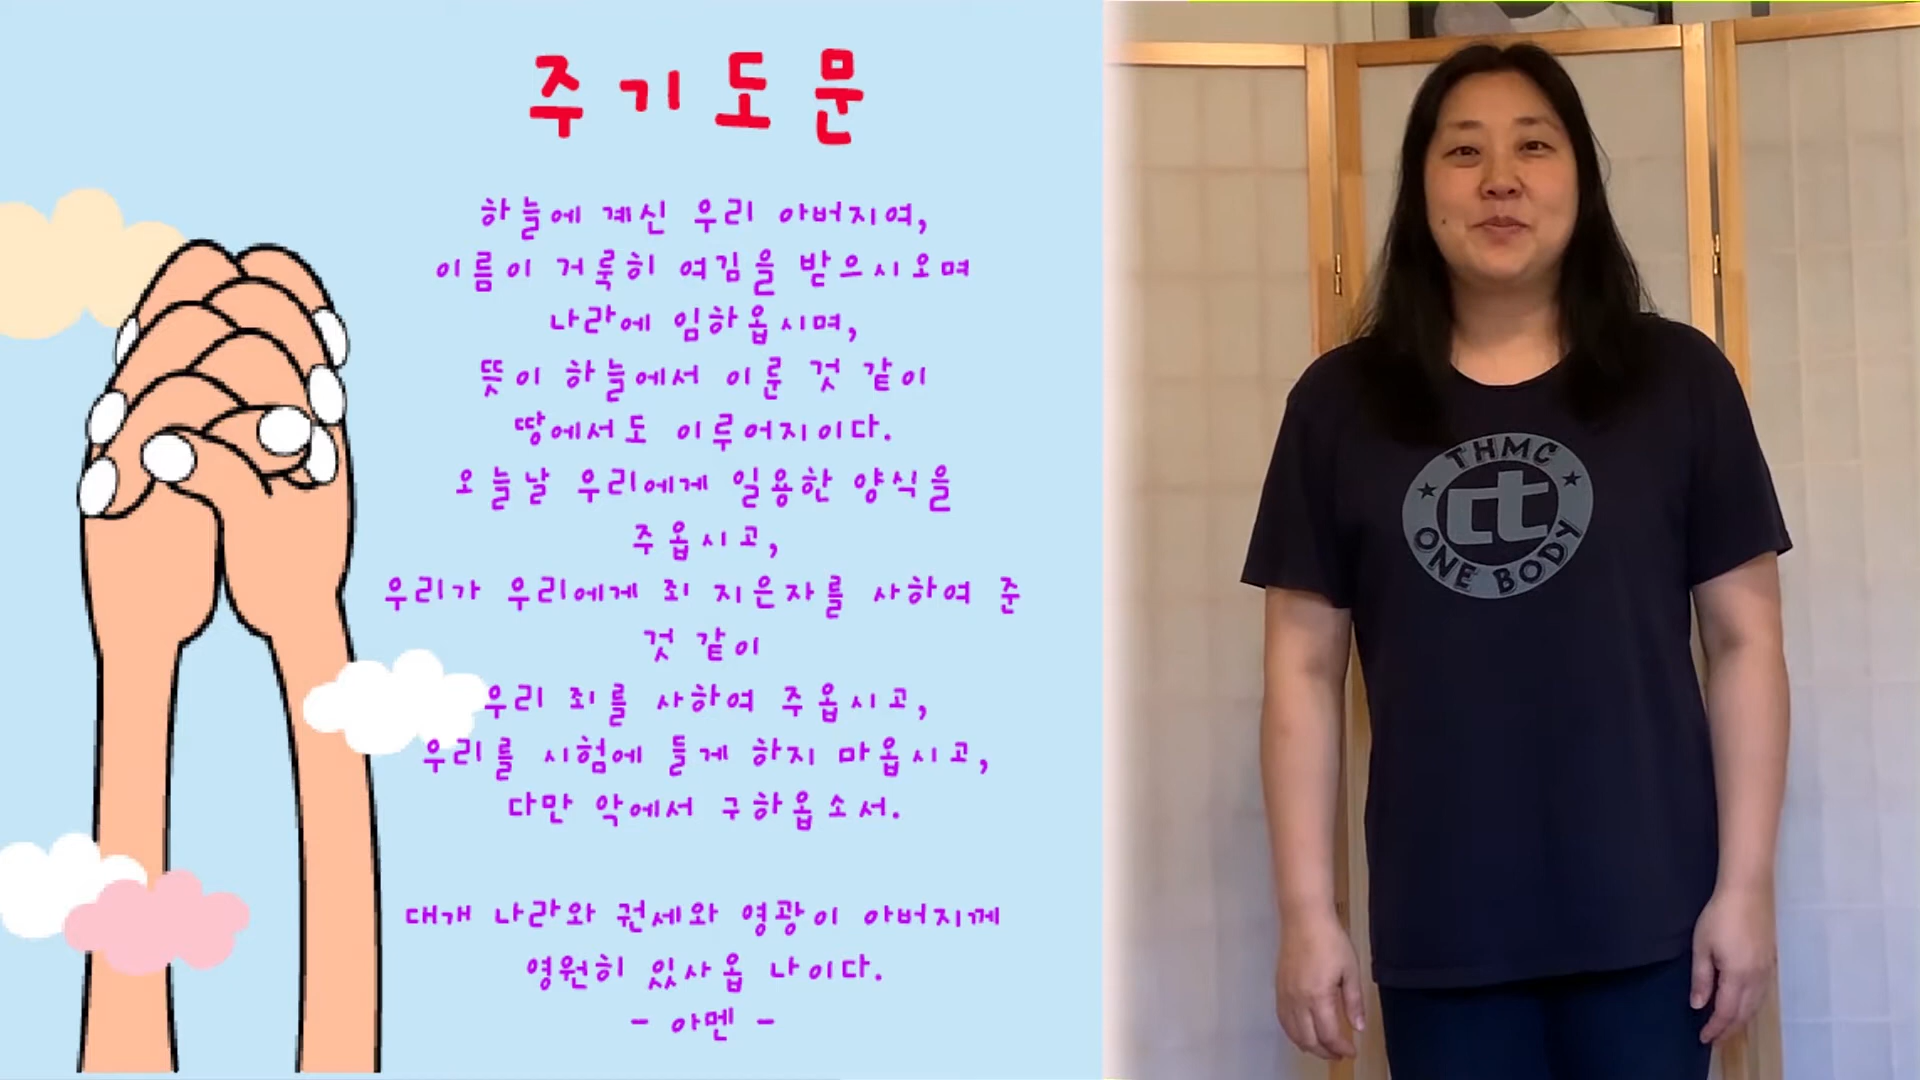 주기도문
하늘에 계신 우리 아버지여,
이름이 거룩히 여김을 받으시오며
나라에 임하옵시며,
뜻이 하늘에서 이룬 것 같이
땅에서도 이루어지이다.
오늘날 우리에게 일용한 양식을
주옵시고,
우리가 우리에게 죄 지은자를 사하여 준
것 같이
우리 죄를 사하여 주옵시고,
우리를 시험에 들게 하지 마옵시고,
다만 악에서 구하옵소서.
대개 나라와 권세와 영광이 아버지께
영원히 있사옵 나이다.
- 아멘 -
THMC
ct
ONE BODY